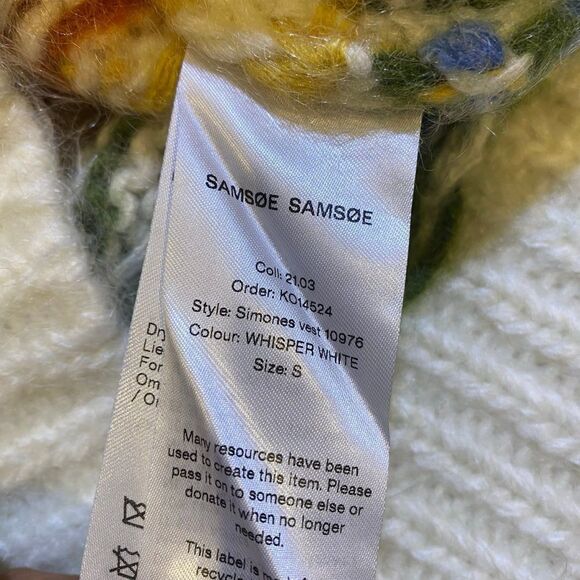 SAMSØE SAMSØE
Coll: 21.03
Order: KO14524
Style: Simones vest 10976
Colour: WHISPER WHITE
Size: S
Many resources have been
used to create this item. Please
pass it on to someone else or
donate it when no longer
needed.
This label is
For
/